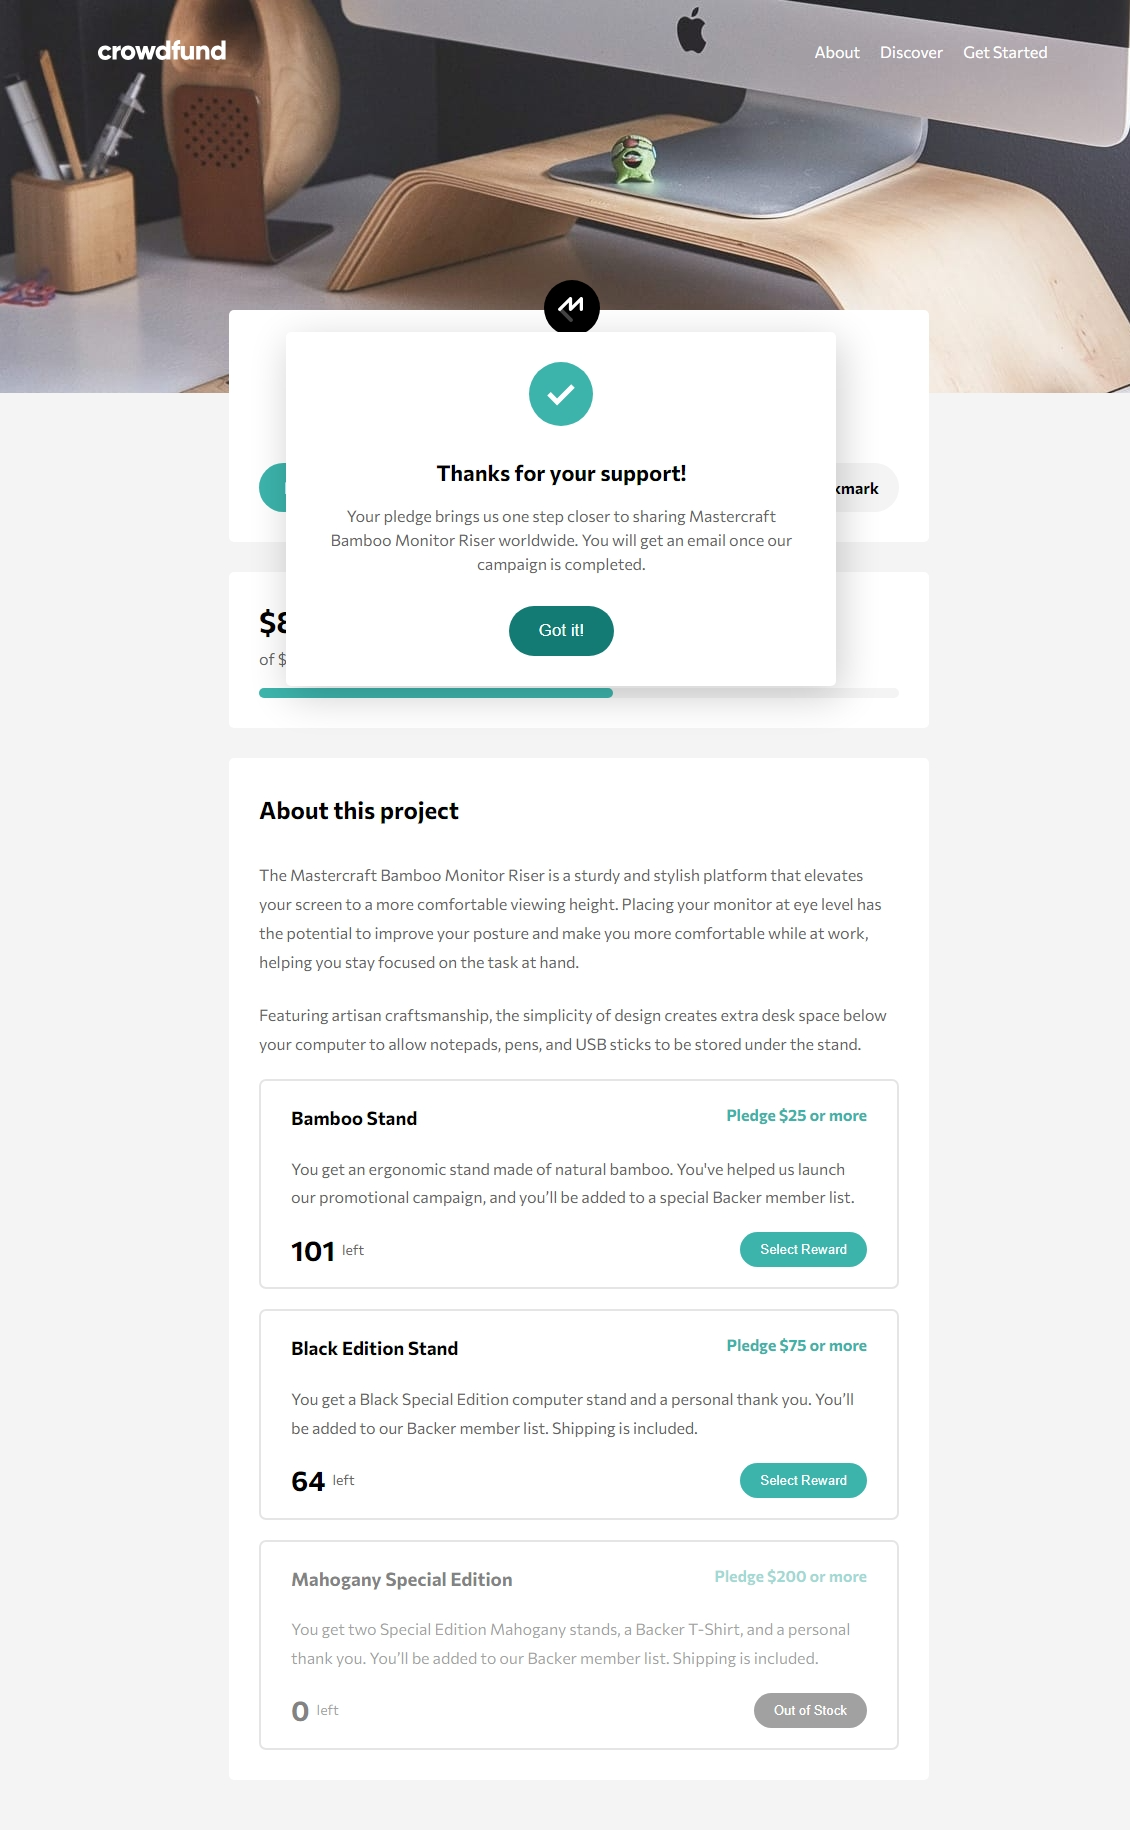 crowdfund
About Discover Get Started
Thanks for your support!
Your pledge brings us one step closer to sharing Mastercraft
Bamboo Monitor Riser worldwide. You will get an email once our
campaign is completed.
Got it!
of $
About this project
The Mastercraft Bamboo Monitor Riser is a sturdy and stylish platform that elevates
your screen to a more comfortable viewing height. Placing your monitor at eye level has
the potential to improve your posture and make you more comfortable while at work,
helping you stay focused on the task at hand.
Featuring artisan craftsmanship, the simplicity of design creates extra desk space below
your computer to allow notepads, pens, and USB sticks to be stored under the stand.
Bamboo Stand
Pledge $25 or more
You get an ergonomic stand made of natural bamboo. You've helped us launch
our promotional campaign, and you’ll be added to a special Backer member list.
101 left
Select Reward
Black Edition Stand
Pledge $75 or more
You get a Black Special Edition computer stand and a personal thank you. You’ll
be added to our Backer member list. Shipping is included.
64 left
Select Reward
Mahogany Special Edition
Pledge $200 or more
You get two Special Edition Mahogany stands, a Backer T-Shirt, and a personal
thank you. You’ll be added to our Backer member list. Shipping is included.
0 left
Out of Stock